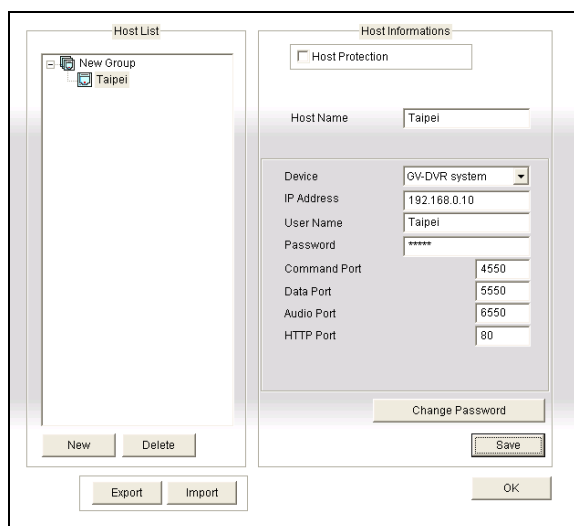 Host List
New Group
Taipei
New
Delete
Export
Import
Host Informations
Host Protection
Host Name
Taipei
Device
GV-DVR system
IP Address
192.168.0.10
User Name
Taipei
Password
*****
Command Port
4550
Data Port
5550
Audio Port
6550
HTTP Port
80
Change Password
Save
OK